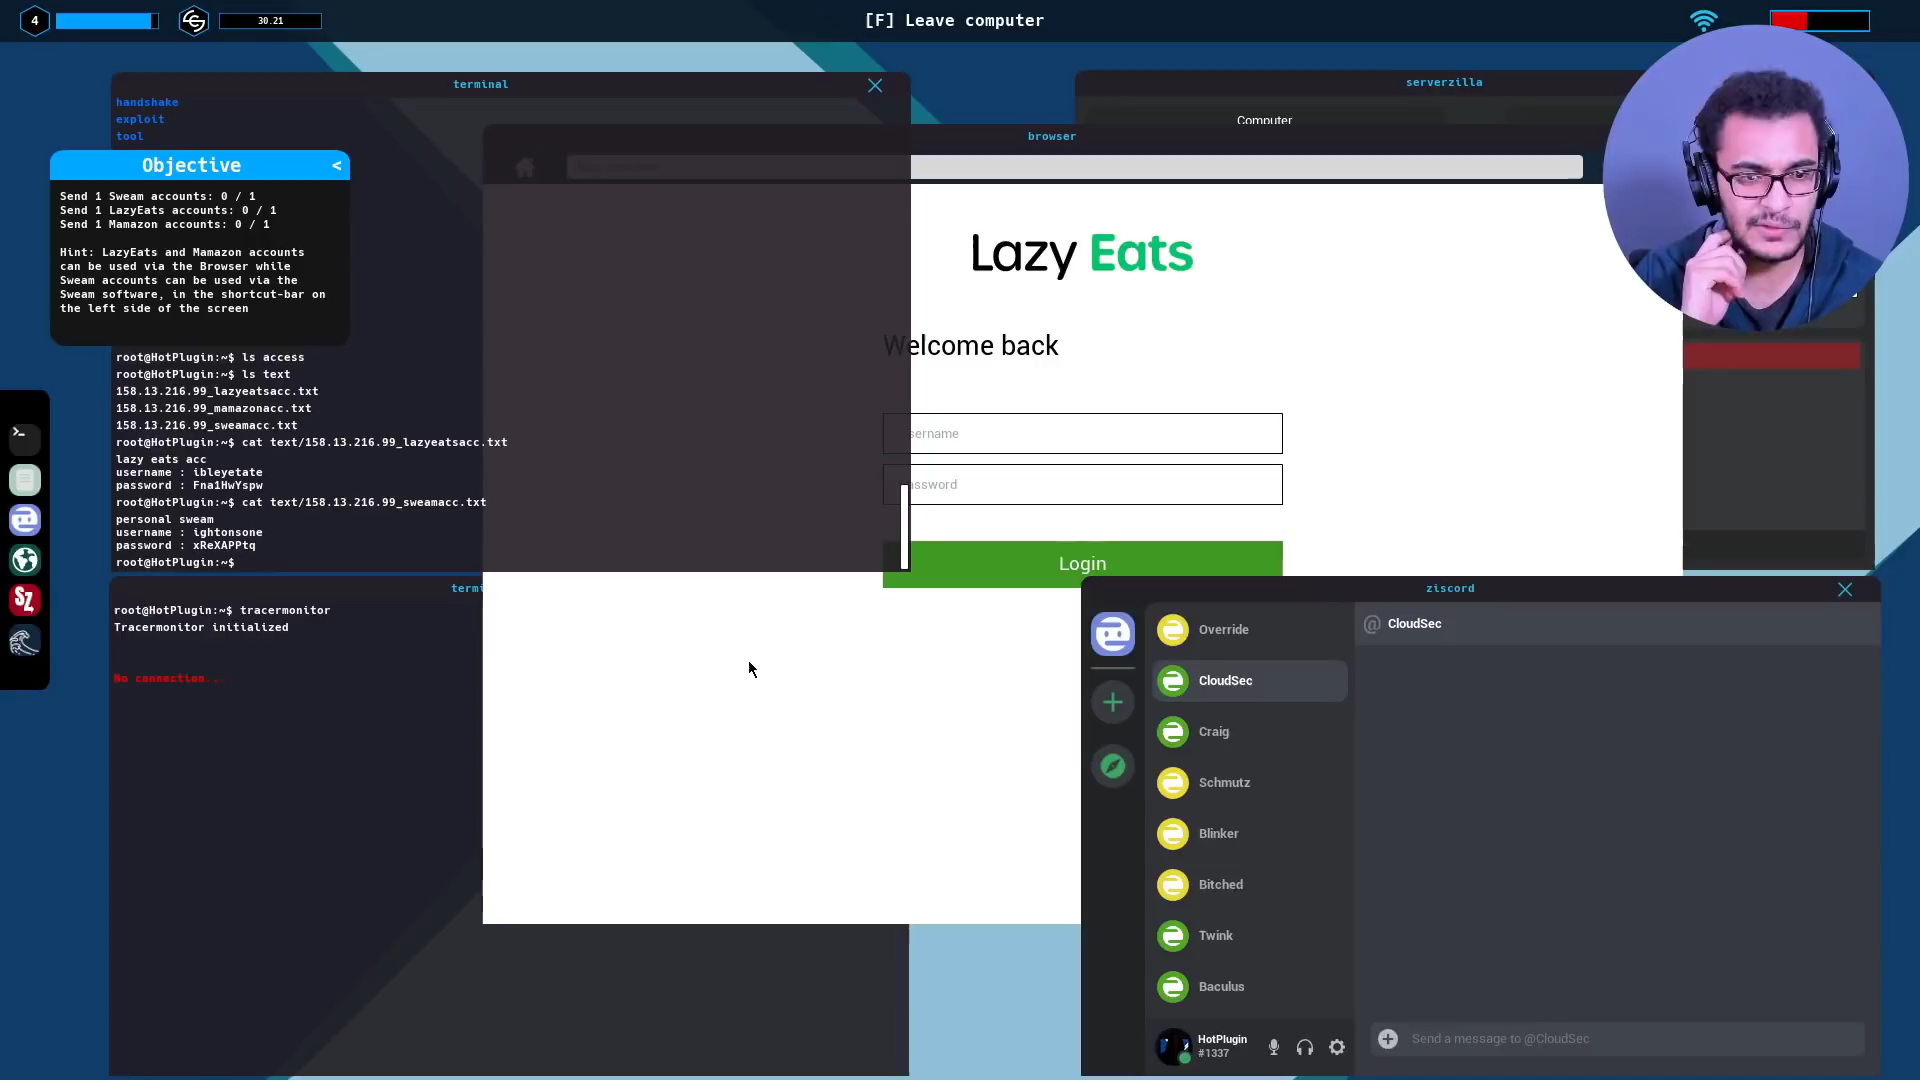 4
30.21
[F] Leave computer
terminal
serverzilla
handshake
exploit
tool
Computer
browser
Objective
<
Send 1 Sweam accounts: 0 / 1
Send 1 LazyEats accounts: 0 / 1
Send 1 Mamazon accounts: 0 / 1
Hint: LazyEats and Mamazon accounts
can be used via the Browser while
Sweam accounts can be used via the
Sweam software, in the shortcut-bar on
the left side of the screen
Lazy Eats
Welcome back
sername
assword
Login
root@HotPlugin:~$ ls access
root@HotPlugin:~$ ls text
158.13.216.99_lazyeatsacc.txt
158.13.216.99_mamazonacc.txt
158.13.216.99_sweamacc.txt
root@HotPlugin:~$ cat text/158.13.216.99_lazyeatsacc.txt
lazy eats acc
username : ibleyetate
password : Fna1HwYspw
root@HotPlugin:~$ cat text/158.13.216.99_sweamacc.txt
personal sweam
username : ightonsone
password : xReXAPPtq
root@HotPlugin:~$
SZ
termi
root@HotPlugin:~$ tracermonitor
Tracermonitor initialized
No connection...
ziscord
Override
CloudSec
Craig
Schmutz
Blinker
Bitched
Twink
Baculus
HotPlugin
#1337
@ CloudSec
Send a message to @CloudSec